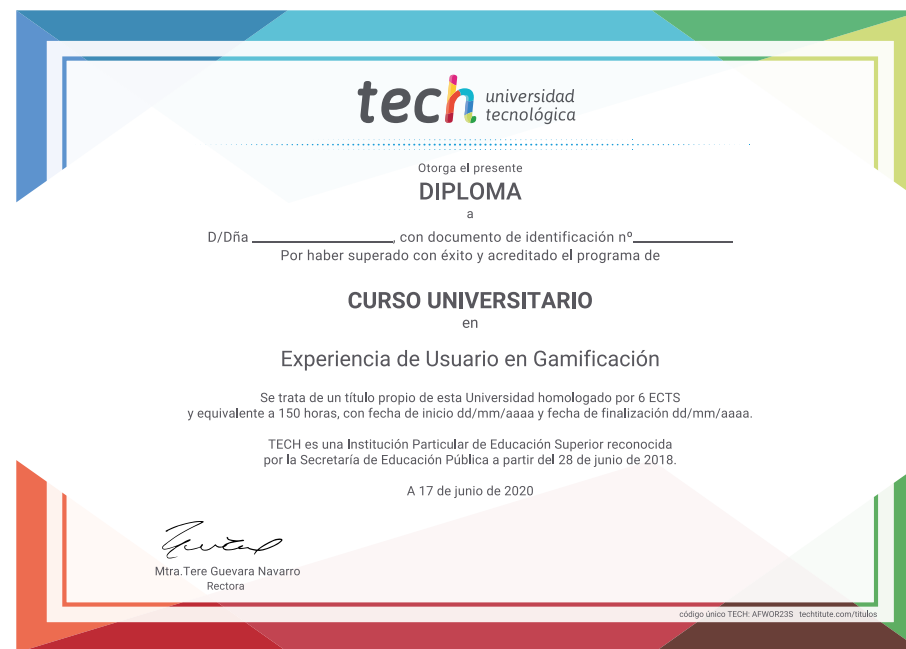 tech universidad
tecnológica
Otorga el presente
DIPLOMA
a
D/Dña ____________________, con documento de identificación nº______________
Por haber superado con éxito y acreditado el programa de
CURSO UNIVERSITARIO
en
Experiencia de Usuario en Gamificación
Se trata de un título propio de esta Universidad homologado por 6 ECTS
y equivalente a 150 horas, con fecha de inicio dd/mm/aaaa y fecha de finalización dd/mm/aaaa.
TECH es una Institución Particular de Educación Superior reconocida
por la Secretaría de Educación Pública a partir del 28 de junio de 2018.
A 17 de junio de 2020
Mtra.Tere Guevara Navarro
Rectora
código único TECH: AFWOR23S techtitute.com/titulos